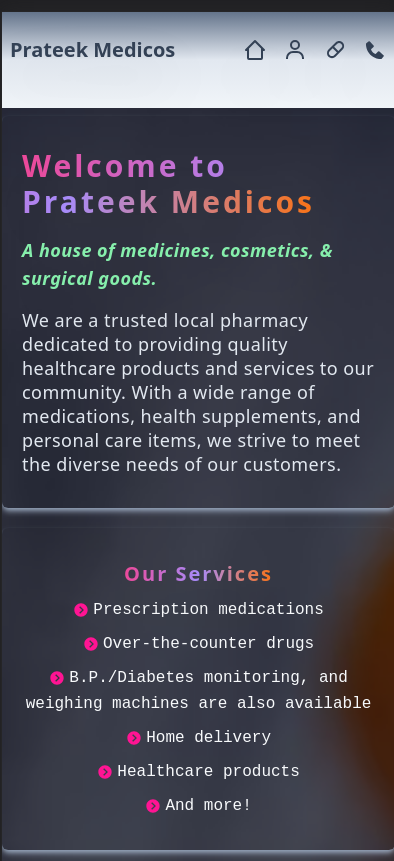 Prateek Medicos
Welcome to
Prateek Medicos
A house of medicines, cosmetics, &
surgical goods.
We are a trusted local pharmacy
dedicated to providing quality
healthcare products and services to our
community. With a wide range of
medications, health supplements, and
personal care items, we strive to meet
the diverse needs of our customers.
Our Services
Prescription medications
Over-the-counter drugs
B.P./Diabetes monitoring, and
weighing machines are also available
Home delivery
Healthcare products
And more!